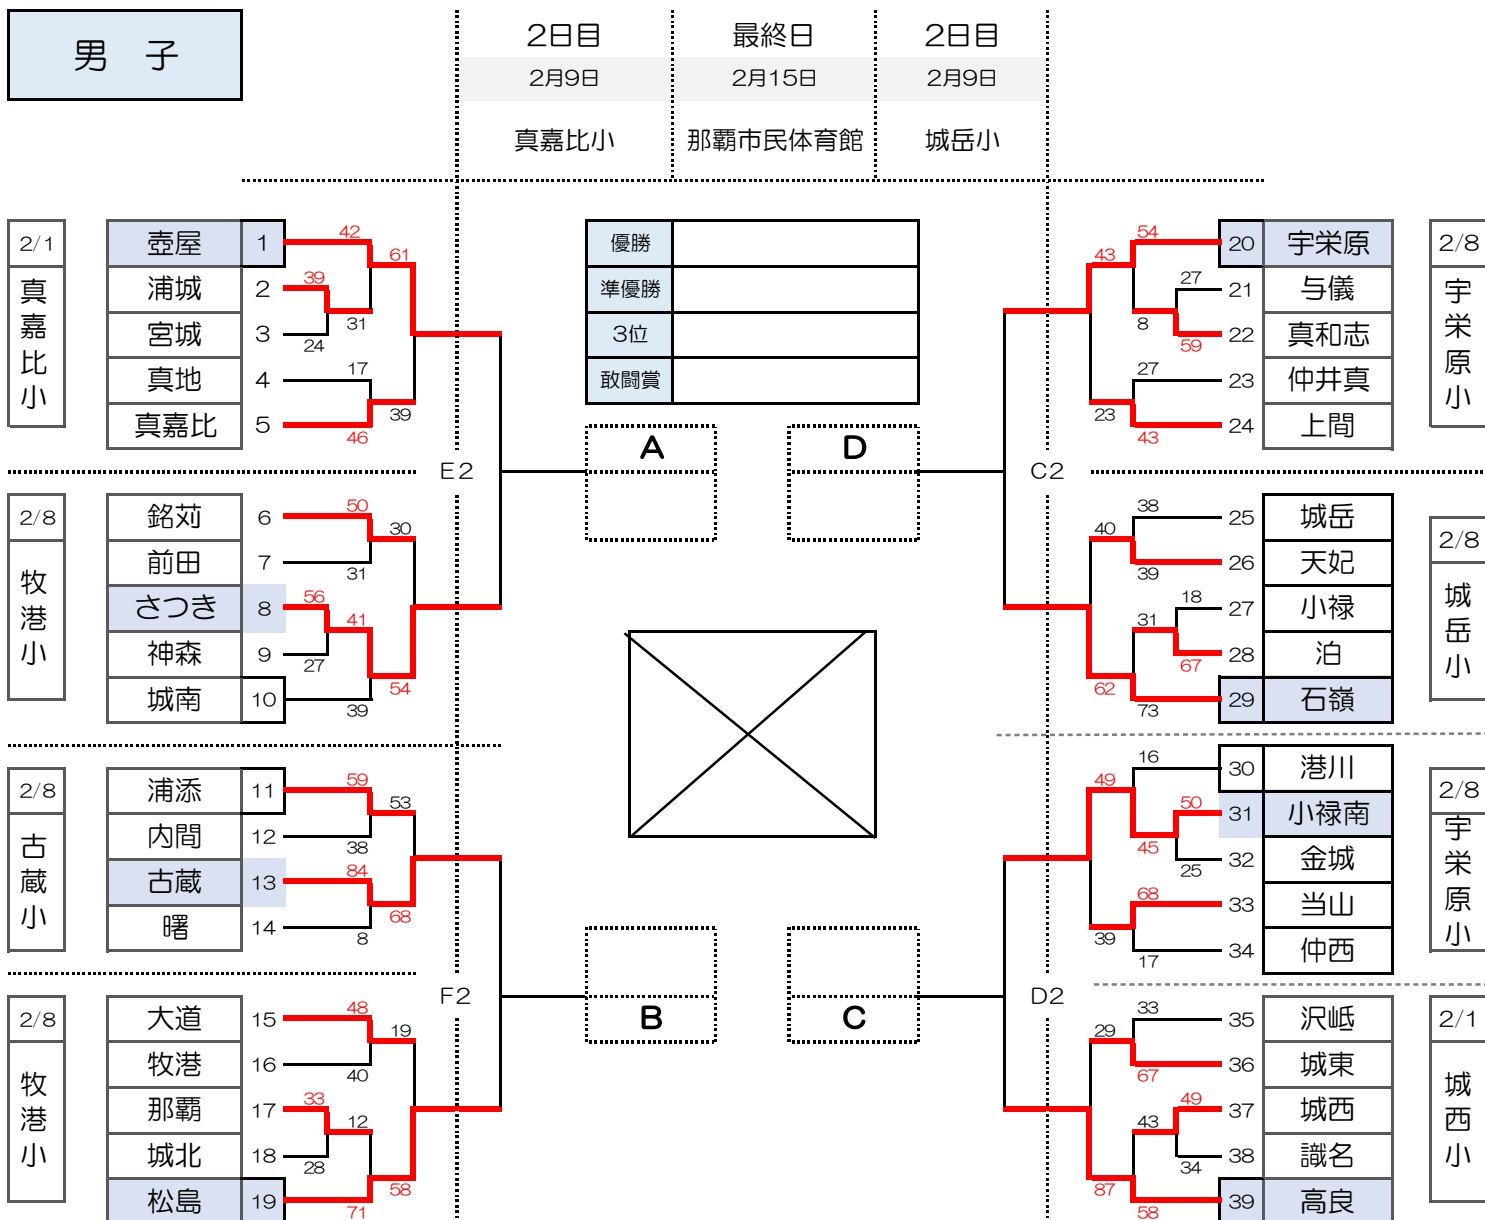 男　子
2日目
最終日
2日目
2月9日
2月15日
2月9日
真嘉比小
那覇市民体育館
城岳小
優勝
準優勝
3位
敢闘賞
A
D
B
C
E2
F2
C2
D2
2/1
真嘉比小
壺屋 1
浦城 2
宮城 3
真地 4
真嘉比 5
42
39
24
31
61
17
46
39
2/8
牧港小
銘苅 6
前田 7
さつき 8
神森 9
城南 10
50
31
30
56
27
41
39
54
2/8
古蔵小
浦添 11
内間 12
古蔵 13
曙 14
59
38
53
84
8
68
2/8
牧港小
大道 15
牧港 16
那覇 17
城北 18
松島 19
48
40
19
33
28
12
71
58
2/8
宇栄原小
20 宇栄原
21 与儀
22 真和志
23 仲井真
24 上間
54
43
27
59
8
27
43
23
2/8
城岳小
25 城岳
26 天妃
27 小禄
28 泊
29 石嶺
38
39
40
18
67
31
73
62
2/8
宇栄原小
30 港川
31 小禄南
32 金城
33 当山
34 仲西
16
49
50
25
45
68
17
39
2/1
城西小
35 沢岻
36 城東
37 城西
38 識名
39 高良
33
67
29
49
34
43
58
87